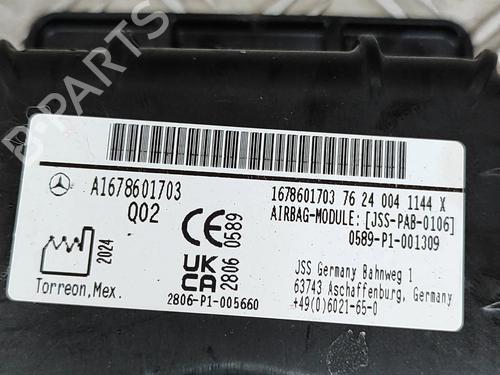 B-PARTS
A1678601703
Q02
1678601703 76 24 004 1144 X
AIRBAG-MODULE: [JSS-PAB-0106]
0589-P1-001309
2024
Torreon,Mex.
0589
UK
CA
2806
2806-P1-005660
JSS Germany Bahnweg 1
63743 Aschaffenburg, Germany
+49(0)6021-65-0